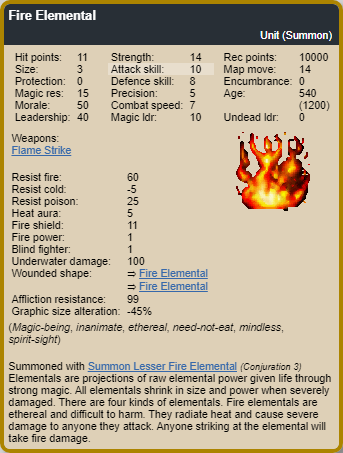 Fire Elemental
Unit (Summon)
Hit points: 11 Strength: 14 Rec points: 10000
Size: 3 Attack skill: 10 Map move: 14
Protection: 0 Defence skill: 8 Encumbrance: 0
Magic res: 15 Precision: 5 Age: 540
Morale: 50 Combat speed: 7 (1200)
Leadership: 40 Magic ldr: 10 Undead ldr: 0
Weapons:
Flame Strike
Resist fire: 60
Resist cold: -5
Resist poison: 25
Heat aura: 5
Fire shield: 11
Fire power: 1
Blind fighter: 1
Underwater damage: 100
Wounded shape: ⇒ Fire Elemental
⇒ Fire Elemental
Affliction resistance: 99
Graphic size alteration: -45%
(Magic-being, inanimate, ethereal, need-not-eat, mindless,
spirit-sight)
Summoned with Summon Lesser Fire Elemental (Conjuration 3)
Elementals are projections of raw elemental power given life through
strong magic. All elementals shrink in size and power when severely
damaged. There are four kinds of elementals. Fire elementals are
ethereal and difficult to harm. They radiate heat and cause severe
damage to anyone they attack. Anyone striking at the elemental will
take fire damage.